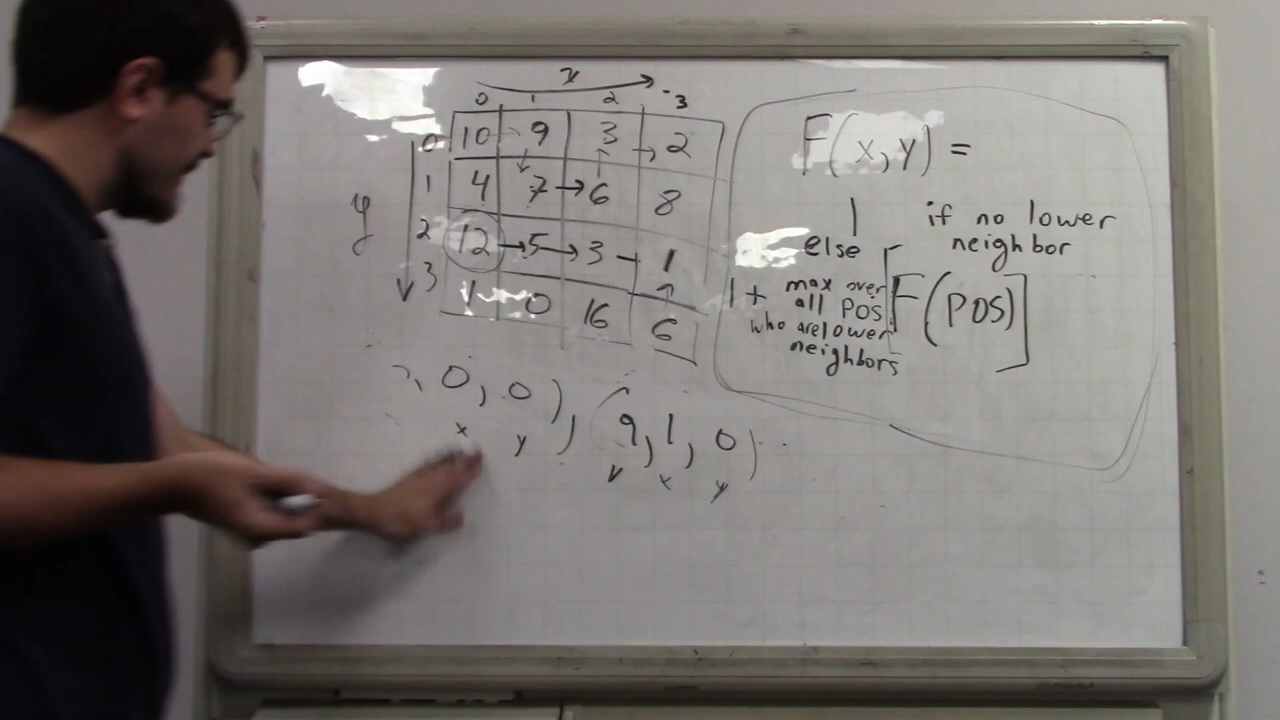 x
0 1 2 3
0 10 9 3 2
1 4 7 6 8
y
2 12 5 3 1
3 1 0 16 6
, 0, 0), (9, 1, 0)
x y v x y
F(x, y) =
1 if no lower neighbor
else
1 + max over all POS who are lower neighbors [F(POS)]